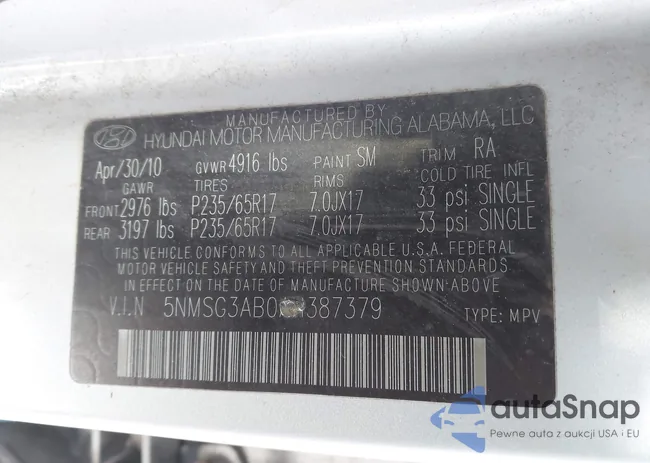 MANUFACTURED BY
HYUNDAI MOTOR MANUFACTURING ALABAMA, LLC
Apr/30/10 GVWR 4916 lbs PAINT SM TRIM RA
GAWR TIRES RIMS COLD TIRE INFL
FRONT 2976 lbs P235/65R17 7.0JX17 33 psi SINGLE
REAR 3197 lbs P235/65R17 7.0JX17 33 psi SINGLE
THIS VEHICLE CONFORMS TO ALL APPLICABLE U.S.A. FEDERAL
MOTOR VEHICLE SAFETY AND THEFT PREVENTION STANDARDS
IN EFFECT ON THE DATE OF MANUFACTURE SHOWN ABOVE
V.I.N TYPE: MPV
autaSnap
Pewne auta z aukcji USA i EU